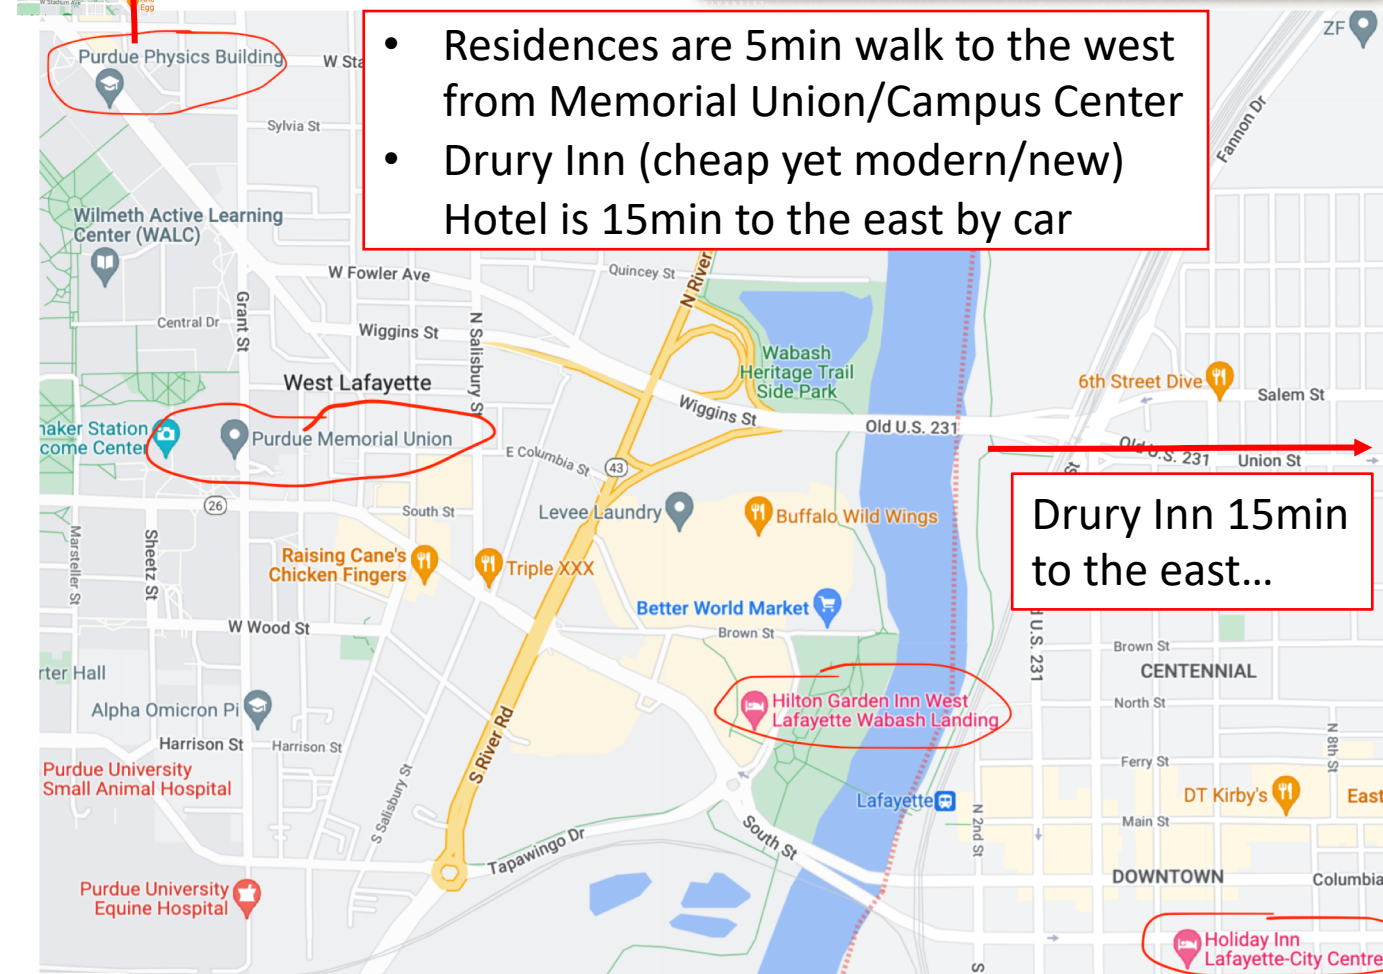 W Stadium Ave
Egg
Purdue Physics Building
W Sta
• Residences are 5min walk to the west
from Memorial Union/Campus Center
• Drury Inn (cheap yet modern/new)
Hotel is 15min to the east by car
ZF
Fannon Dr
Sylvia St
Wilmeth Active Learning
Center (WALC)
W Fowler Ave
Quincey St
N River
Central Dr
Grant St
Wiggins St
N Salisbury St
Wabash
Heritage Trail
Side Park
West Lafayette
6th Street Dive
Salem St
Wiggins St
Old U.S. 231
naker Station
come Center
Purdue Memorial Union
E Columbia St
43
Old U.S. 231
Union St
St
26
South St
Levee Laundry
Buffalo Wild Wings
Drury Inn 15min
to the east...
Marsteller St
Sheetz St
Raising Cane's
Chicken Fingers
Triple XXX
Better World Market
W Wood St
Brown St
d U.S. 231
Brown St
CENTENNIAL
rter Hall
Hilton Garden Inn West
Lafayette Wabash Landing
North St
Alpha Omicron Pi
N 8th St
Harrison St
Harrison St
S River Rd
Ferry St
Purdue University
Small Animal Hospital
S Salisbury St
Lafayette
N 2nd St
DT Kirby's
East
Main St
Tapawingo Dr
South St
DOWNTOWN
Columbia
Purdue University
Equine Hospital
Holiday Inn
Lafayette-City Centre
S